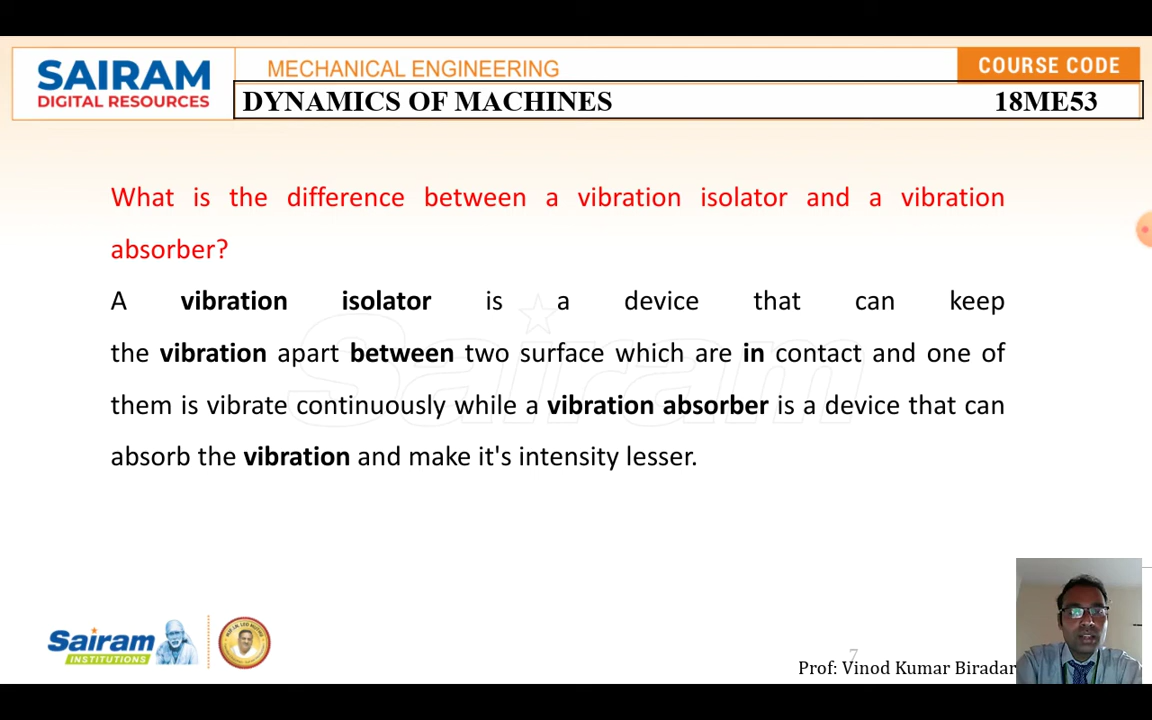 SAIRAM
DIGITAL RESOURCES
MECHANICAL ENGINEERING
COURSE CODE
DYNAMICS OF MACHINES
18ME53
What is the difference between a vibration isolator and a vibration
absorber?
A vibration isolator is a device that can keep
the vibration apart between two surface which are in contact and one of
them is vibrate continuously while a vibration absorber is a device that can
absorb the vibration and make it's intensity lesser.
Sairam
Sairam
INSTITUTIONS
7
Prof: Vinod Kumar Biradar